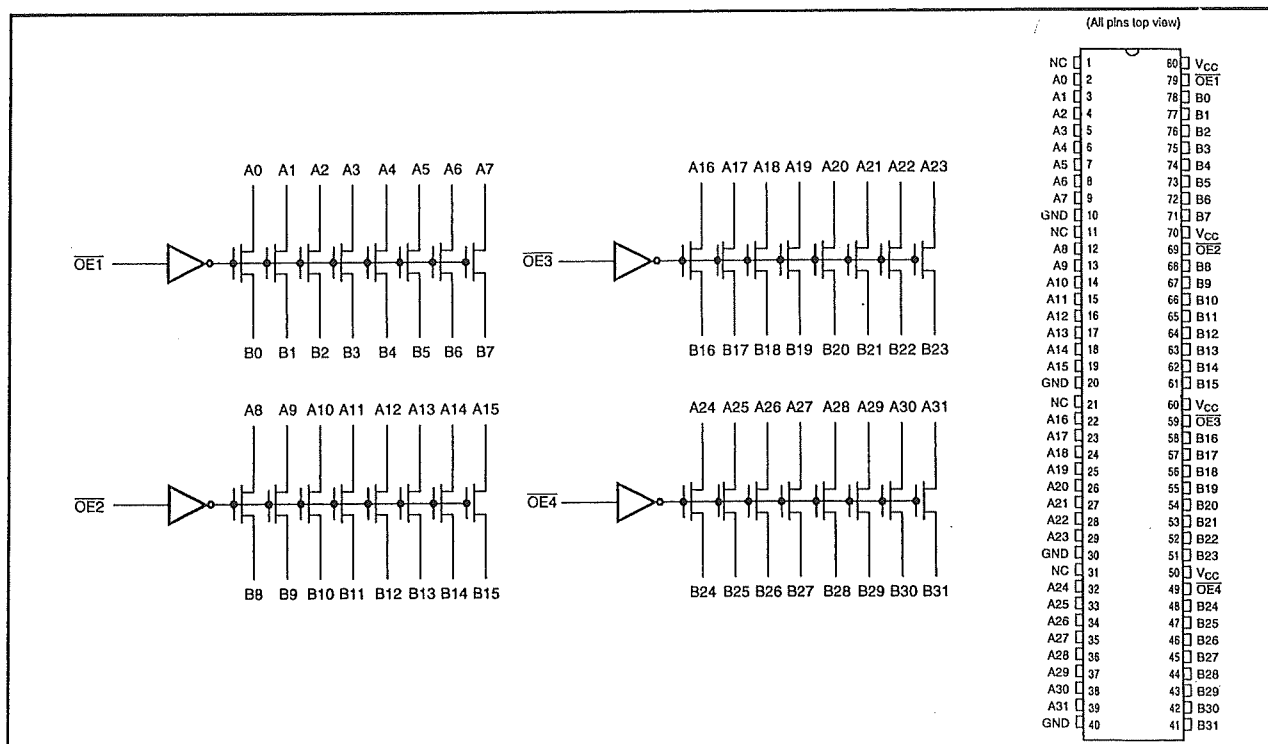 (All pins top view)
A0 A1 A2 A3 A4 A5 A6 A7
OE1
B0 B1 B2 B3 B4 B5 B6 B7
A16 A17 A18 A19 A20 A21 A22 A23
OE3
B16 B17 B18 B19 B20 B21 B22 B23
A8 A9 A10 A11 A12 A13 A14 A15
OE2
B8 B9 B10 B11 B12 B13 B14 B15
A24 A25 A26 A27 A28 A29 A30 A31
OE4
B24 B25 B26 B27 B28 B29 B30 B31
NC 1 60 VCC
A0 2 79 OE1
A1 3 78 B0
A2 4 77 B1
A3 5 76 B2
A4 6 75 B3
A5 7 74 B4
A6 8 73 B5
A7 9 72 B6
GND 10 71 B7
NC 11 70 VCC
A8 12 69 OE2
A9 13 68 B8
A10 14 67 B9
A11 15 66 B10
A12 16 65 B11
A13 17 64 B12
A14 18 63 B13
A15 19 62 B14
GND 20 61 B15
NC 21 60 VCC
A16 22 59 OE3
A17 23 58 B16
A18 24 57 B17
A19 25 56 B18
A20 26 55 B19
A21 27 54 B20
A22 28 53 B21
A23 29 52 B22
GND 30 51 B23
NC 31 50 VCC
A24 32 49 OE4
A25 33 48 B24
A26 34 47 B25
A27 35 46 B26
A28 36 45 B27
A29 37 44 B28
A30 38 43 B29
A31 39 42 B30
GND 40 41 B31